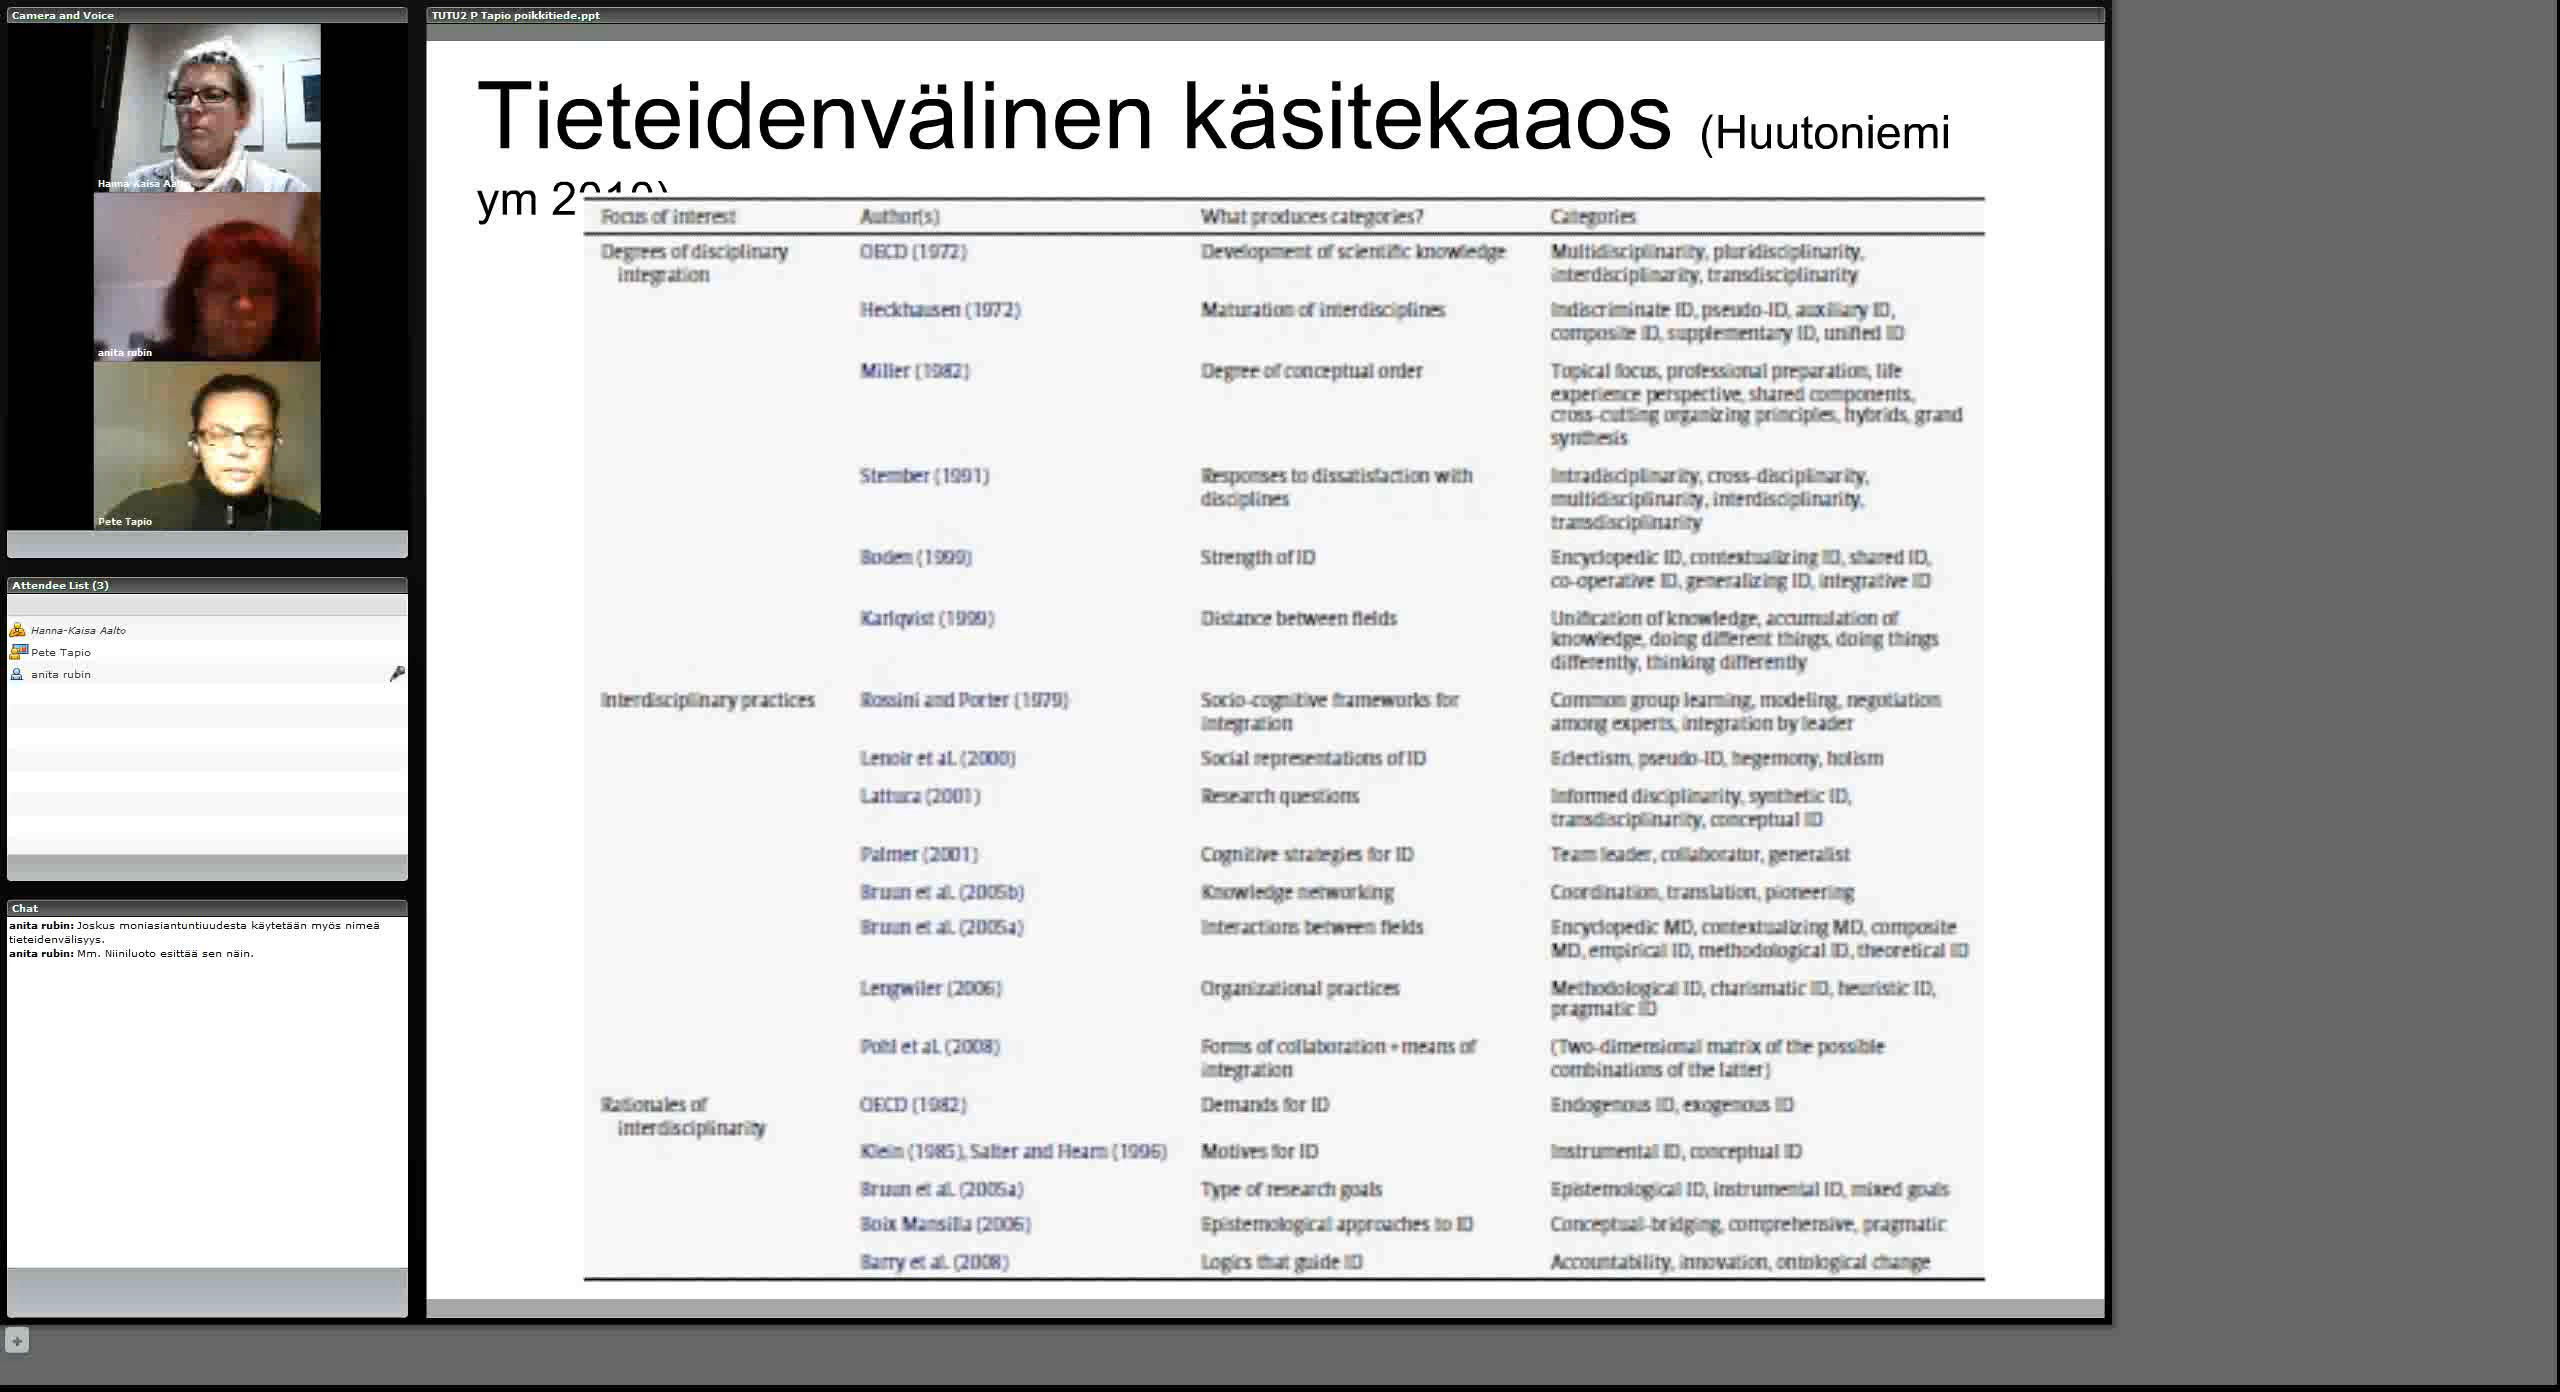 Camera and Voice
Hanna-Kaisa Aalto
anita rubin
Pete Tapio
Attendee List (3)
Hanna-Kaisa Aalto
Pete Tapio
anita rubin
Chat
anita rubin: Joskus moniasiantuntiuudesta käytetään myös nimeä
tieteidenvälisyys.
anita rubin: Mm. Niiniluoto esittää sen näin.
TUTU2 P Tapio poikkitiede.ppt
Tieteidenvälinen käsitekaaos (Huutoniemi
ym 2010)
Focus of interest Author(s) What produces categories? Categories
Degrees of disciplinary OECD (1972) Development of scientific knowledge Multidisciplinarity, pluridisciplinarity,
integration interdisciplinarity, transdisciplinarity
Heckhausen (1972) Maturation of interdisciplines Indiscriminate ID, pseudo-ID, auxiliary ID,
composite ID, supplementary ID, unified ID
Miller (1982) Degree of conceptual order Topical focus, professional preparation, life
experience perspective, shared components,
cross-cutting organizing principles, hybrids, grand
synthesis
Stember (1991) Responses to dissatisfaction with Intradisciplinarity, cross-disciplinarity,
disciplines multidisciplinarity, interdisciplinarity,
transdisciplinarity
Boden (1999) Strength of ID Encyclopedic ID, contextualizing ID, shared ID,
co-operative ID, generalizing ID, integrative ID
Karlqvist (1999) Distance between fields Unification of knowledge, accumulation of
knowledge, doing different things, doing things
differently, thinking differently
Interdisciplinary practices Rossini and Porter (1979) Socio-cognitive frameworks for Common group learning, modeling, negotiation
integration among experts, integration by leader
Lenoir et al. (2000) Social representations of ID Eclectism, pseudo-ID, hegemony, holism
Lattuca (2001) Research questions Informed disciplinarity, synthetic ID,
transdisciplinarity, conceptual ID
Palmer (2001) Cognitive strategies for ID Team leader, collaborator, generalist
Bruun et al. (2005b) Knowledge networking Coordination, translation, pioneering
Bruun et al. (2005a) Interactions between fields Encyclopedic MD, contextualizing MD, composite
MD, empirical ID, methodological ID, theoretical ID
Lengwiler (2006) Organizational practices Methodological ID, charismatic ID, heuristic ID,
pragmatic ID
Pohl et al. (2008) Forms of collaboration + means of (Two-dimensional matrix of the possible
integration combinations of the latter)
Rationales of OECD (1982) Demands for ID Endogenous ID, exogenous ID
interdisciplinarity
Klein (1985), Salter and Hearn (1996) Motives for ID Instrumental ID, conceptual ID
Bruun et al. (2005a) Type of research goals Epistemological ID, instrumental ID, mixed goals
Boix Mansilla (2006) Epistemological approaches to ID Conceptual-bridging, comprehensive, pragmatic
Barry et al. (2008) Logics that guide ID Accountability, innovation, ontological change